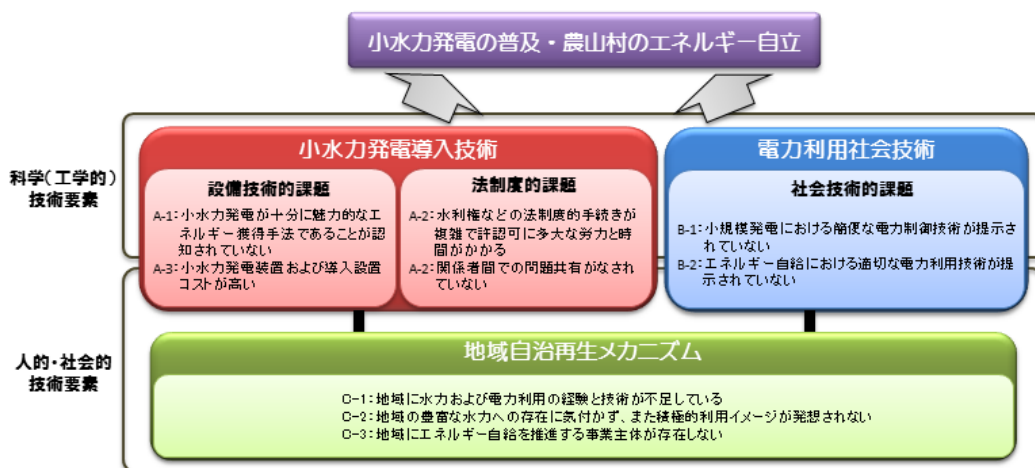 小水力発電の普及・農山村のエネルギー自立
科学(工学的)
技術要素
小水力発電導入技術
設備技術的課題
A-1：小水力発電が十分に魅力的なエ
ネルギー獲得手法であることが認
知されていない
A-3：小水力発電装置および導入設置
コストが高い
法制度的課題
A-2：水利権などの法制度的手続きが
複雑で許認可に多大な労力と時
間がかかる
A-2：関係者間での問題共有がなされ
ていない
電力利用社会技術
社会技術的課題
B-1：小規模発電における簡便な電力制御技術が提示さ
れていない
B-2：エネルギー自給における適切な電力利用技術が提
示されていない
人的・社会的
技術要素
地域自治再生メカニズム
C-1：地域に水力および電力利用の経験と技術が不足している
C-2：地域の豊富な水力への存在に気付かず、また積極的利用イメージが発想されない
C-3：地域にエネルギー自給を推進する事業主体が存在しない